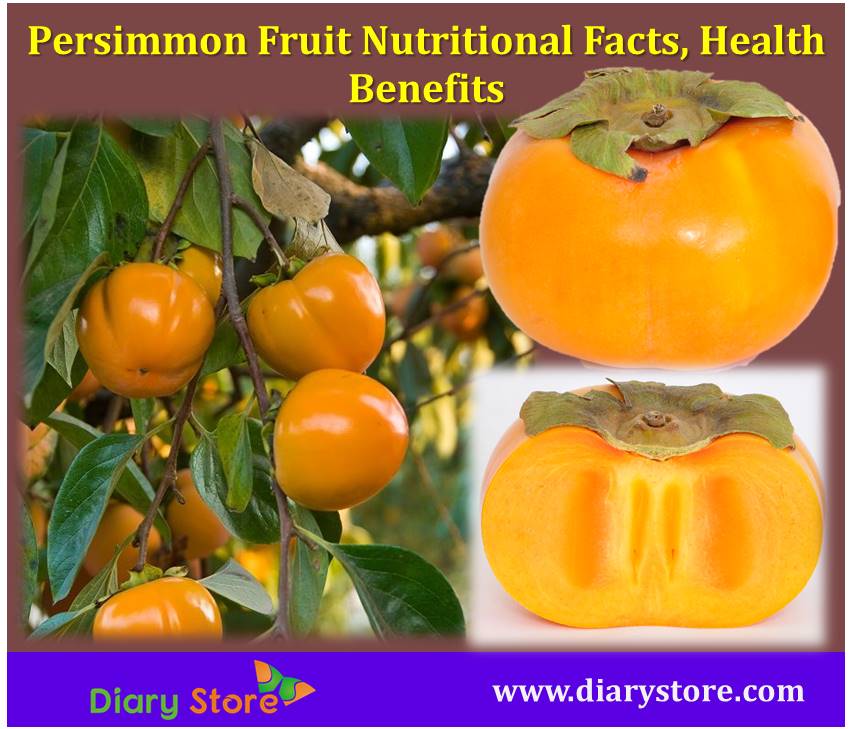 Persimmon Fruit Nutritional Facts, Health
Benefits
Diary Store
www.diarystore.com